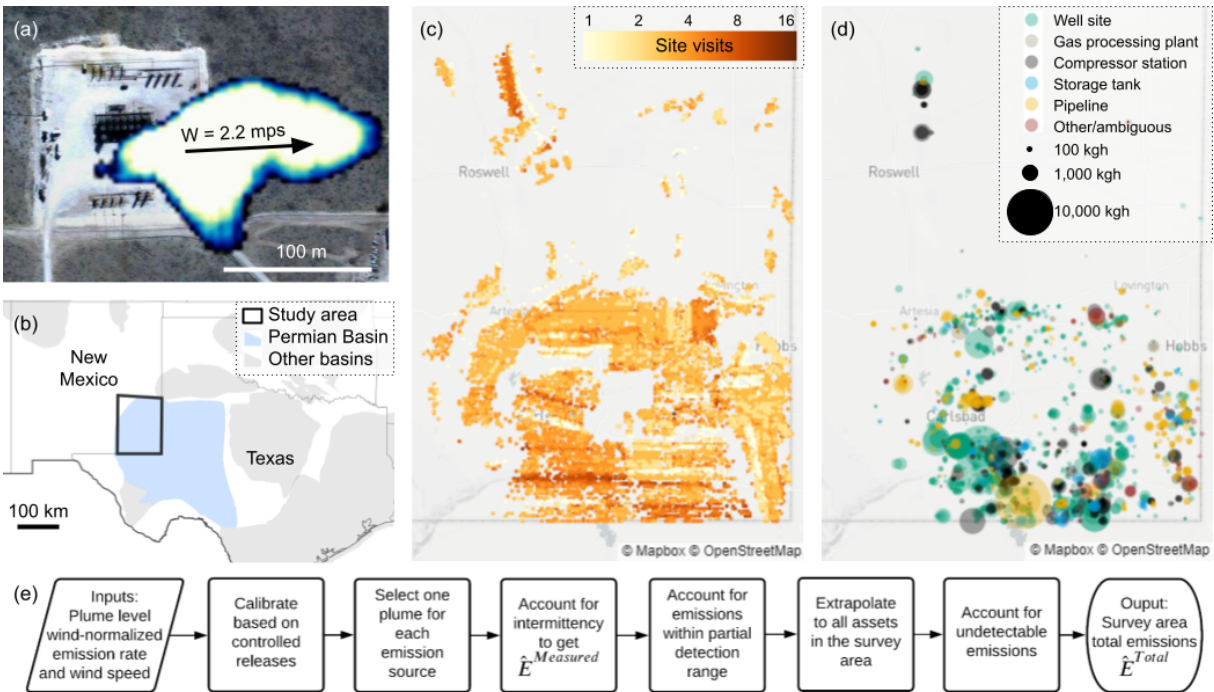 (a)
W = 2.2 mps
100 m
(b)
Study area
Permian Basin
Other basins
New
Mexico
Texas
100 km
(c)
1 2 4 8 16
Site visits
Roswell
Hobbs
© Mapbox © OpenStreetMap
(d)
Well site
Gas processing plant
Compressor station
Storage tank
Pipeline
Other/ambiguous
100 kgh
1,000 kgh
10,000 kgh
Roswell
Lovington
Artesia
Hobbs
Carlsbad
© Mapbox © OpenStreetMap
(e)
Inputs:
Plume level
wind-normalized
emission rate
and wind speed
Calibrate
based on
controlled
releases
Select one
plume for
each
emission
source
Account for
intermittency
to get
Ê^Measured
Account for
emissions
within partial
detection
range
Extrapolate
to all assets
in the survey
area
Account for
undetectable
emissions
Ouput:
Survey area
total emissions
Ê^Total